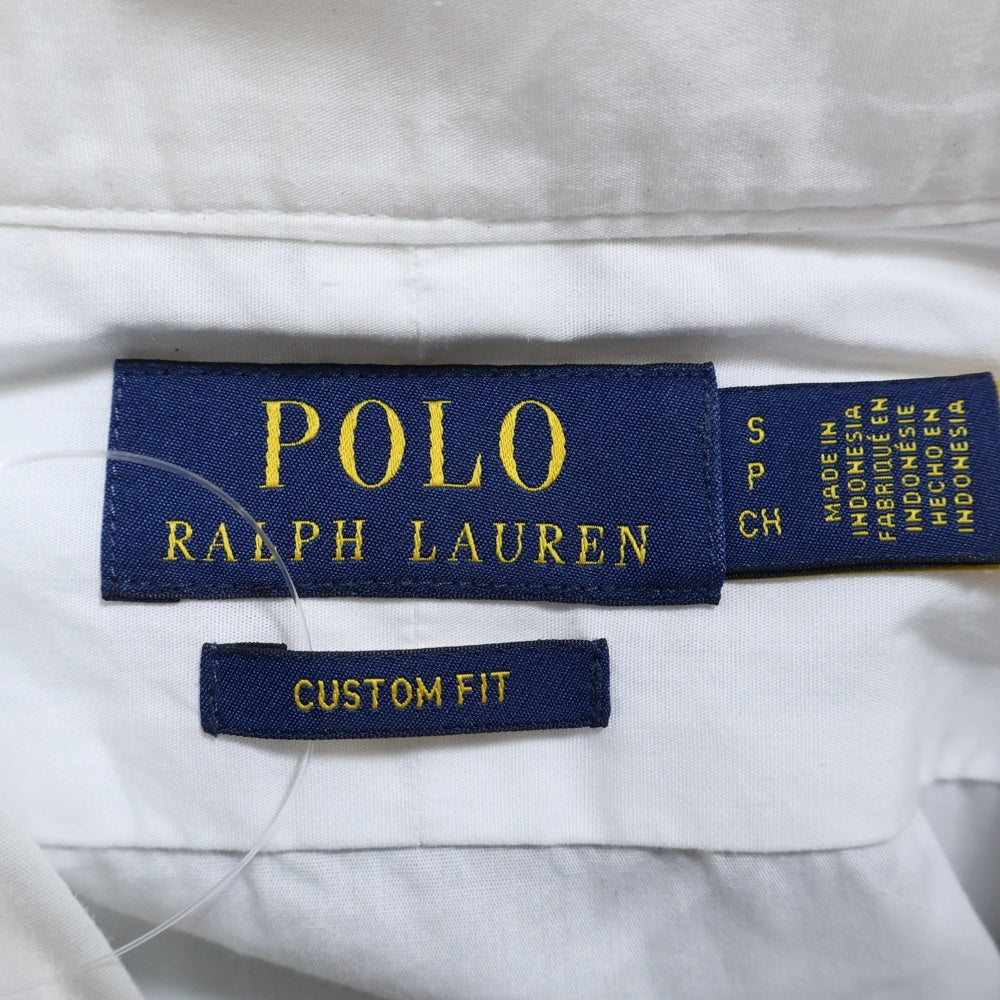 POLO
RALPH LAUREN
S
P
CH
MADE IN
INDONESIA
FABRIQUÉ EN
INDONÉSIE
HECHO EN
INDONESIA
CUSTOM FIT